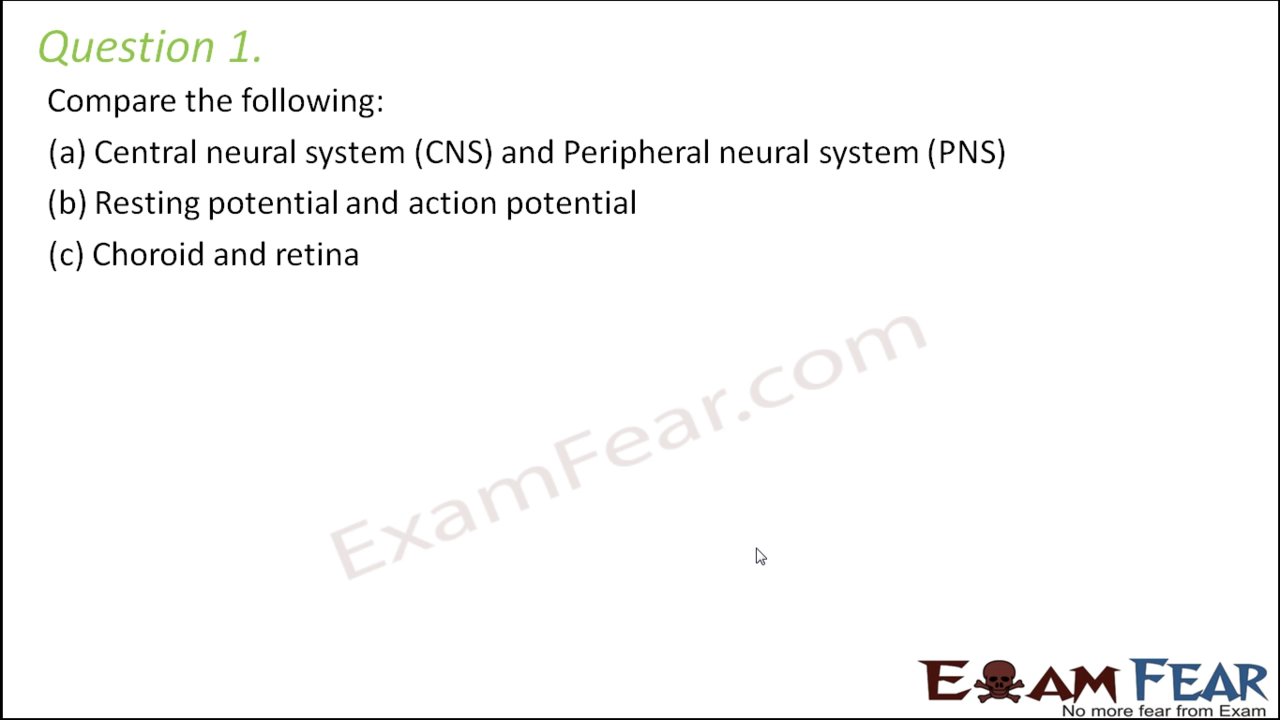 Question 1.
Compare the following:
(a) Central neural system (CNS) and Peripheral neural system (PNS)
(b) Resting potential and action potential
(c) Choroid and retina
ExamFear.com
EXAM FEAR
No more fear from Exam